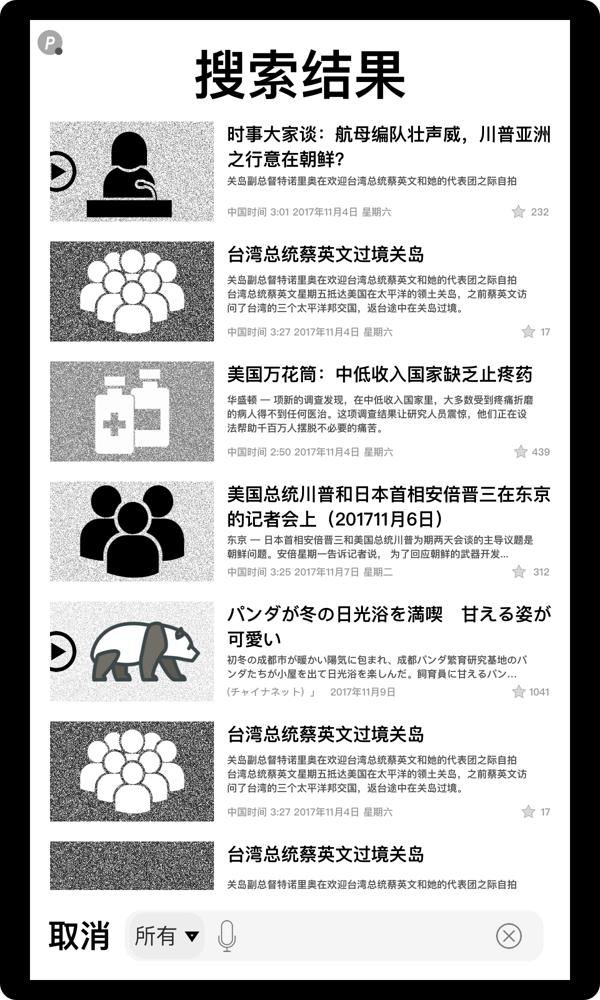 P
搜索结果
时事大家谈：航母编队壮声威，川普亚洲
之行意在朝鲜？
关岛副总督特诺里奥在欢迎台湾总统蔡英文和她的代表团之际自拍
中国时间 3:01 2017年11月4日 星期六
232
台湾总统蔡英文过境关岛
关岛副总督特诺里奥在欢迎台湾总统蔡英文和她的代表团之际自拍
台湾总统蔡英文星期五抵达美国在太平洋的领土关岛，之前蔡英文访
问了台湾的三个太平洋邦交国，返台途中在关岛过境。
中国时间 3:27 2017年11月4日 星期六
17
美国万花筒：中低收入国家缺乏止疼药
华盛顿 — 项新的调查发现，在中低收入国家里，大多数受到疼痛折磨
的病人得不到任何医治。这项调查结果让研究人员震惊，他们正在设
法帮助千百万人摆脱不必要的痛苦。
中国时间 2:50 2017年11月4日 星期六
439
美国总统川普和日本首相安倍晋三在东京
的记者会上（201711月6日）
东京 — 日本首相安倍晋三和美国总统川普为期两天会谈的主导议题是
朝鲜问题。安倍星期一告诉记者说， 为了回应朝鲜的武器开发...
中国时间 3:25 2017年11月7日 星期二
312
パンダが冬の日光浴を満喫　甘える姿が
可愛い
初冬の成都市が暖かい陽気に包まれ、成都パンダ繁育研究基地のパ
ンダたちが小屋を出て日光浴を楽しんだ。飼育員に甘えるパン...
(チャイナネット）」　2017年11月9日
1041
台湾总统蔡英文过境关岛
关岛副总督特诺里奥在欢迎台湾总统蔡英文和她的代表团之际自拍
台湾总统蔡英文星期五抵达美国在太平洋的领土关岛，之前蔡英文访
问了台湾的三个太平洋邦交国，返台途中在关岛过境。
中国时间 3:27 2017年11月4日 星期六
17
台湾总统蔡英文过境关岛
关岛副总督特诺里奥在欢迎台湾总统蔡英文和她的代表团之际自拍
取消
所有